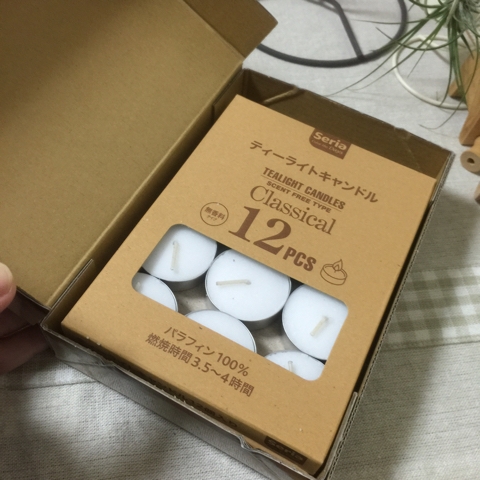 Seria
ティーライトキャンドル
TEALIGHT CANDLES
SCENT FREE TYPE
Classical
無香料
12PCS
パラフィン100%
燃焼時間3.5~4時間